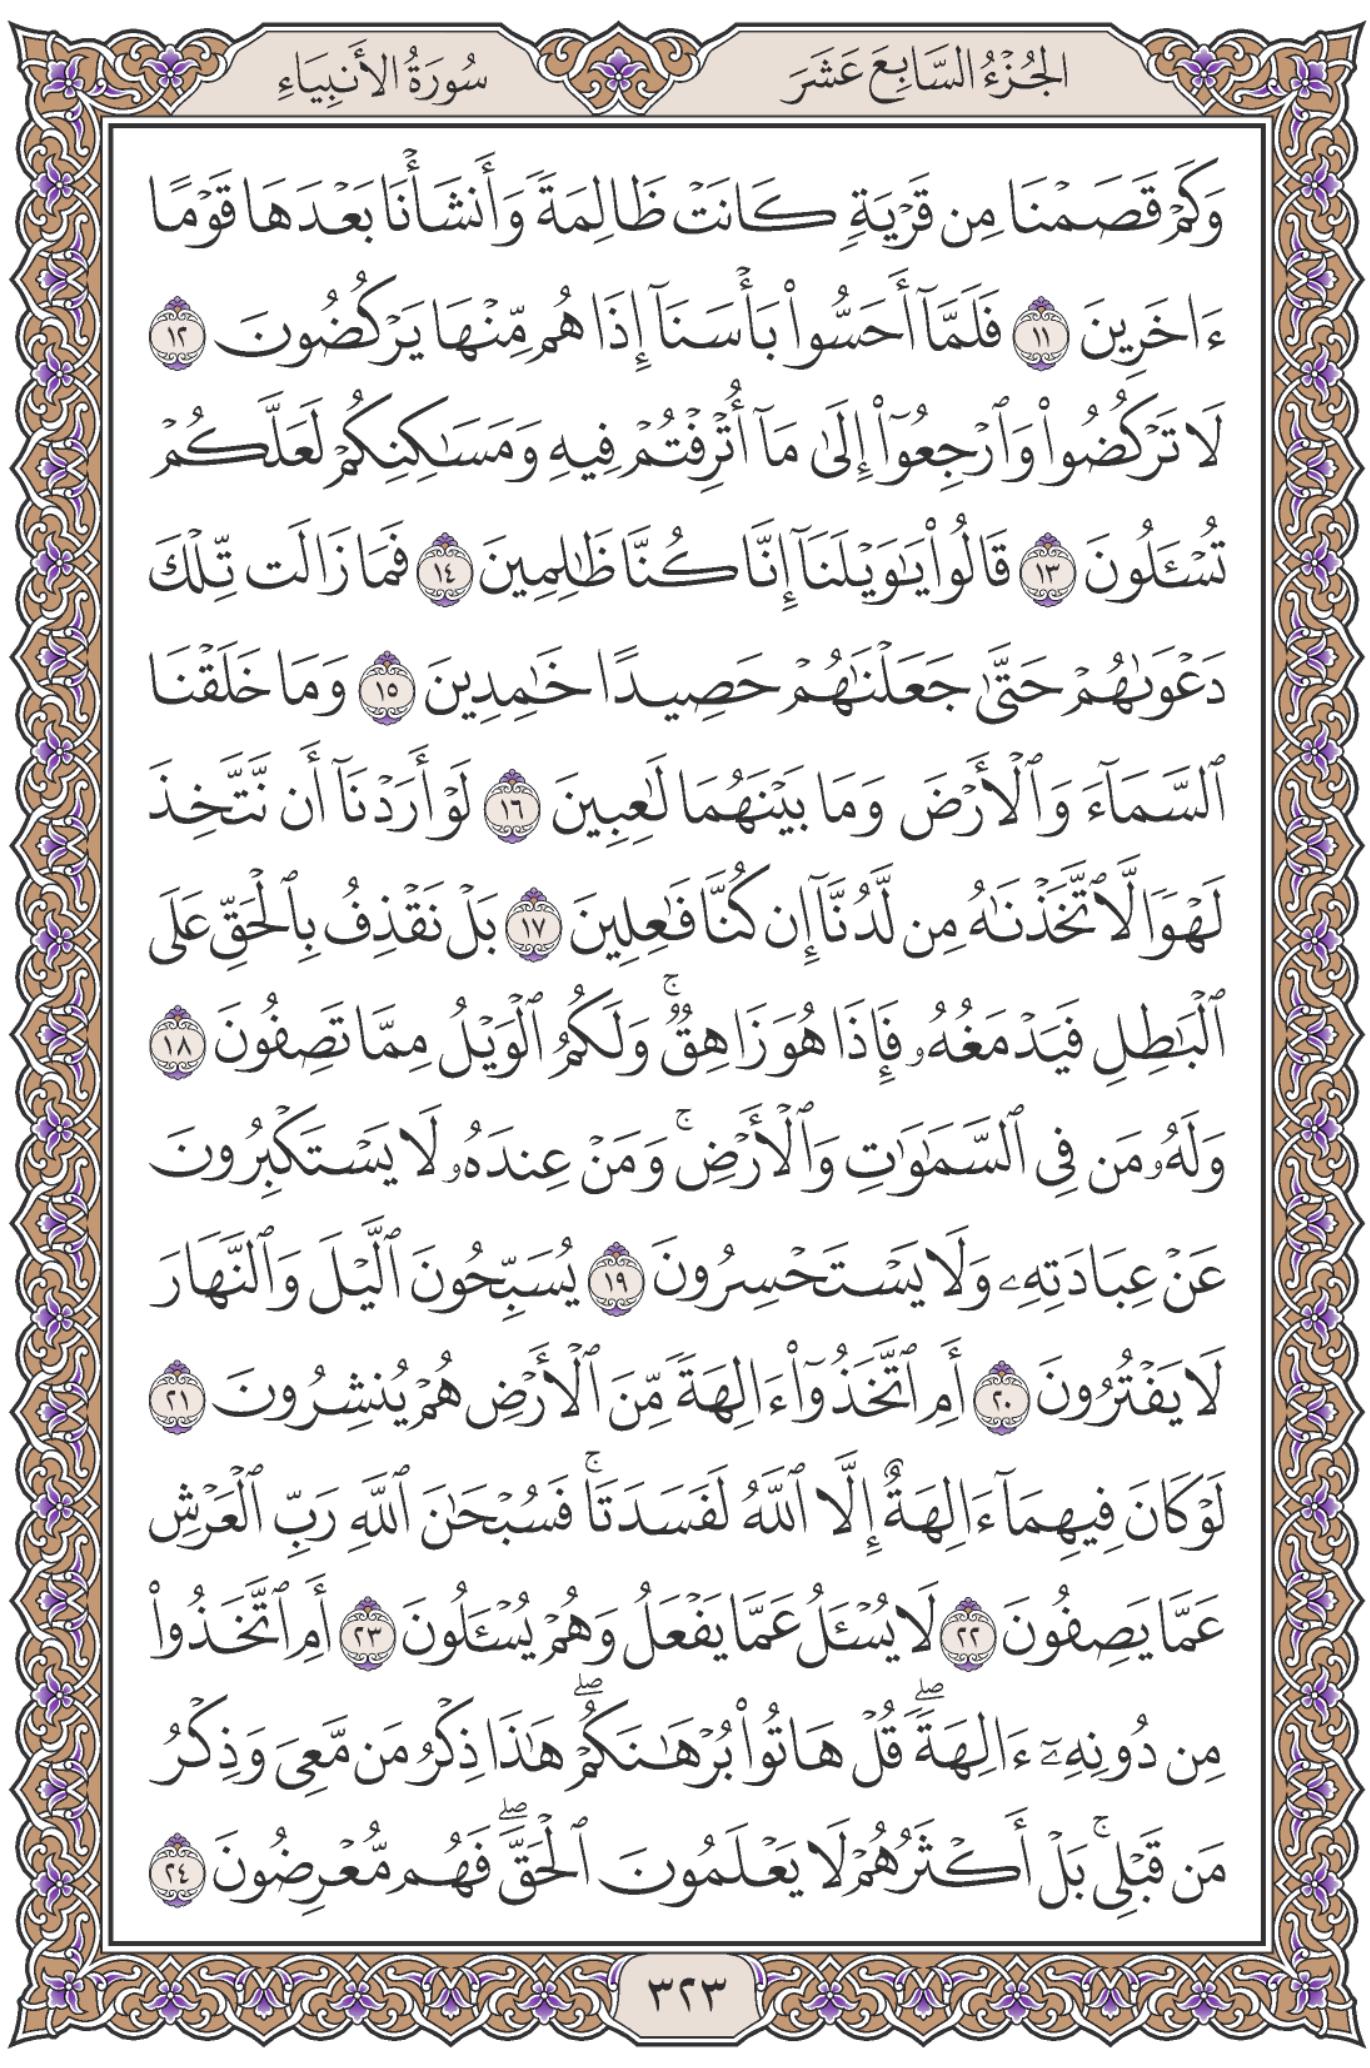 الجُزْءُ السَّابِعَ عَشَرَ
سُورَةُ الأَنبِيَاءِ
وَكَمۡ قَصَمۡنَا مِن قَرۡيَةٖ كَانَتۡ ظَالِمَةٗ وَأَنشَأۡنَا بَعۡدَهَا قَوۡمًا
ءَاخَرِينَ ١١ فَلَمَّآ أَحَسُّواْ بَأۡسَنَآ إِذَا هُم مِّنۡهَا يَرۡكُضُونَ ١٢
لَا تَرۡكُضُواْ وَٱرۡجِعُوٓاْ إِلَىٰ مَآ أُتۡرِفۡتُمۡ فِيهِ وَمَسَٰكِنِكُمۡ لَعَلَّكُمۡ
تُسۡـَٔلُونَ ١٣ قَالُواْ يَٰوَيۡلَنَآ إِنَّا كُنَّا ظَٰلِمِينَ ١٤ فَمَا زَالَت تِّلۡكَ
دَعۡوَىٰهُمۡ حَتَّىٰ جَعَلۡنَٰهُمۡ حَصِيدًا خَٰمِدِينَ ١٥ وَمَا خَلَقۡنَا
ٱلسَّمَآءَ وَٱلۡأَرۡضَ وَمَا بَيۡنَهُمَا لَٰعِبِينَ ١٦ لَوۡ أَرَدۡنَآ أَن نَّتَّخِذَ
لَهۡوٗا لَّٱتَّخَذۡنَٰهُ مِن لَّدُنَّآ إِن كُنَّا فَٰعِلِينَ ١٧ بَلۡ نَقۡذِفُ بِٱلۡحَقِّ عَلَى
ٱلۡبَٰطِلِ فَيَدۡمَغُهُۥ فَإِذَا هُوَ زَاهِقٞۚ وَلَكُمُ ٱلۡوَيۡلُ مِمَّا تَصِفُونَ ١٨
وَلَهُۥ مَن فِي ٱلسَّمَٰوَٰتِ وَٱلۡأَرۡضِۚ وَمَنۡ عِندَهُۥ لَا يَسۡتَكۡبِرُونَ
عَنۡ عِبَادَتِهِۦ وَلَا يَسۡتَحۡسِرُونَ ١٩ يُسَبِّحُونَ ٱلَّيۡلَ وَٱلنَّهَارَ
لَا يَفۡتُرُونَ ٢٠ أَمِ ٱتَّخَذُوٓاْ ءَالِهَةٗ مِّنَ ٱلۡأَرۡضِ هُمۡ يُنشِرُونَ ٢١
لَوۡ كَانَ فِيهِمَآ ءَالِهَةٌ إِلَّا ٱللَّهُ لَفَسَدَتَاۚ فَسُبۡحَٰنَ ٱللَّهِ رَبِّ ٱلۡعَرۡشِ
عَمَّا يَصِفُونَ ٢٢ لَا يُسۡـَٔلُ عَمَّا يَفۡعَلُ وَهُمۡ يُسۡـَٔلُونَ ٢٣ أَمِ ٱتَّخَذُواْ
مِن دُونِهِۦٓ ءَالِهَةٗۖ قُلۡ هَاتُواْ بُرۡهَٰنَكُمۡۖ هَٰذَا ذِكۡرُ مَن مَّعِيَ وَذِكۡرُ
مَن قَبۡلِيۚ بَلۡ أَكۡثَرُهُمۡ لَا يَعۡلَمُونَ ٱلۡحَقَّۖ فَهُم مُّعۡرِضُونَ ٢٤
٣٢٣